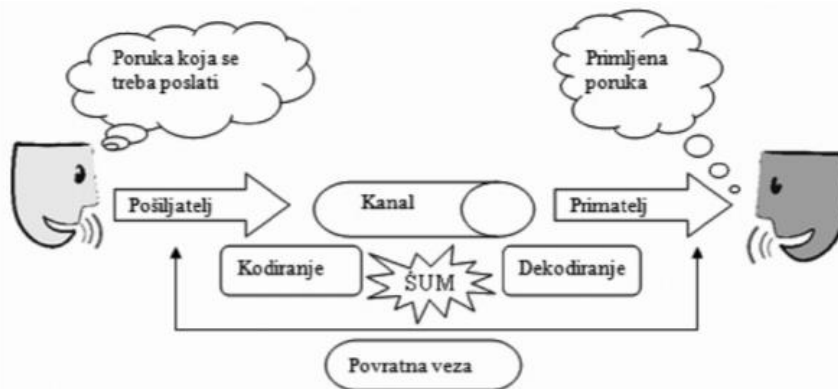 Poruka koja se
treba poslati
Primljena
poruka
Pošiljatelj
Kanal
Primatelj
Kodiranje
ŠUM
Dekodiranje
Povratna veza